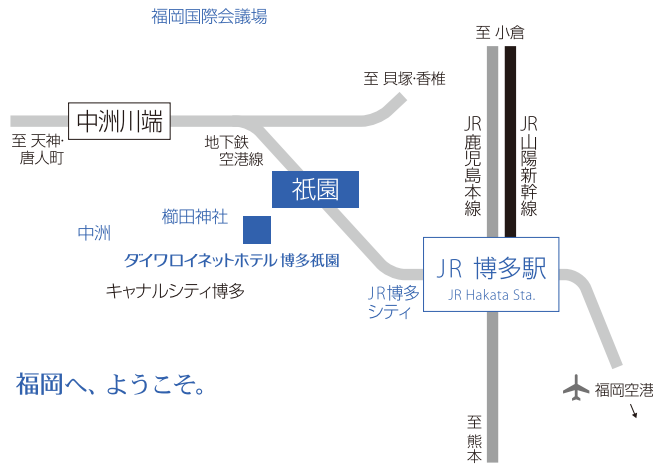 福岡国際会議場
至 小倉
至 貝塚·香椎
中洲川端
至 天神·
唐人町
地下鉄
空港線
JR鹿児島本線
JR山陽新幹線
祇園
櫛田神社
中洲
ダイワロイネットホテル 博多祇園
キャナルシティ博多
JR 博多駅
JR Hakata Sta.
JR博多
シティ
福岡へ、ようこそ。
福岡空港
至 熊本